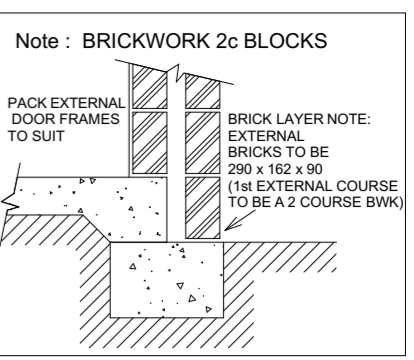 Note : BRICKWORK 2c BLOCKS
PACK EXTERNAL
DOOR FRAMES
TO SUIT
BRICK LAYER NOTE:
EXTERNAL
BRICKS TO BE
290 x 162 x 90
(1st EXTERNAL COURSE
TO BE A 2 COURSE BWK)